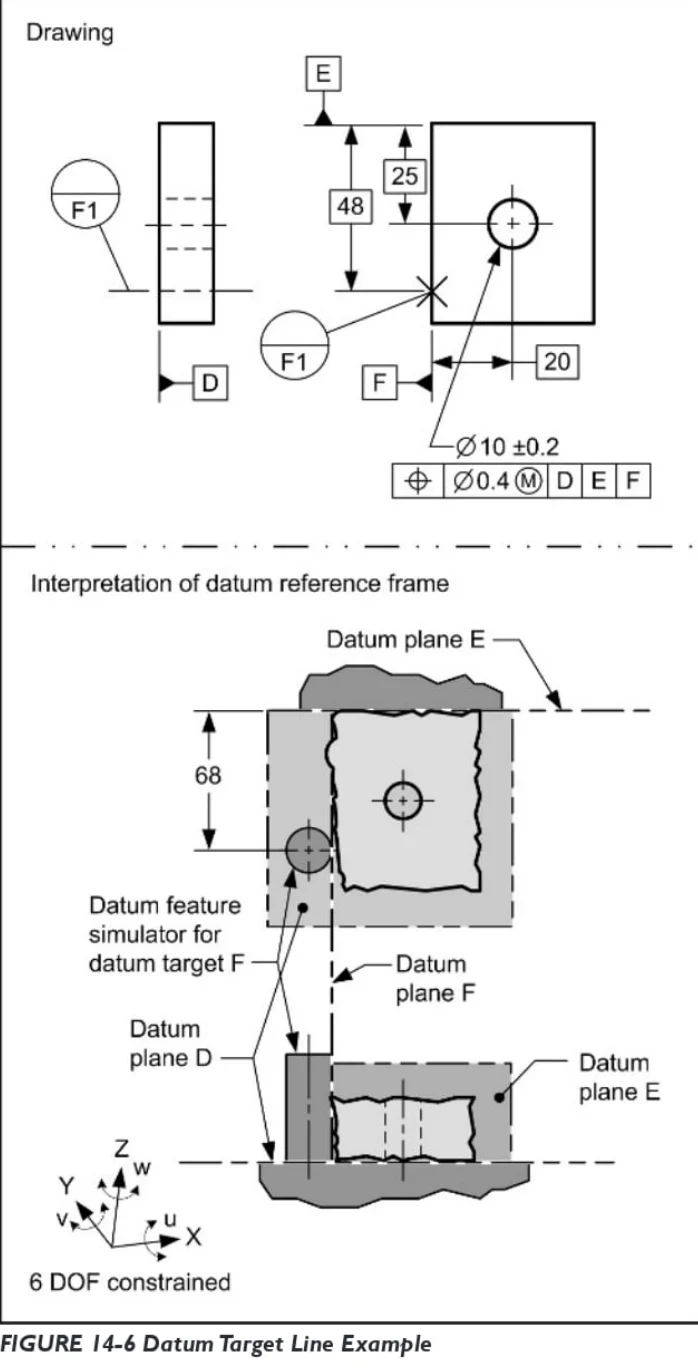 Drawing
E
25
48
F1
F1
D
F
20
⌀10 ±0.2
⌖ ⌀0.4 Ⓜ D E F
Interpretation of datum reference frame
Datum plane E
68
Datum feature
simulator for
datum target F
Datum
plane F
Datum
plane D
Datum
plane E
Z
w
Y
v
u
X
6 DOF constrained
FIGURE 14-6 Datum Target Line Example